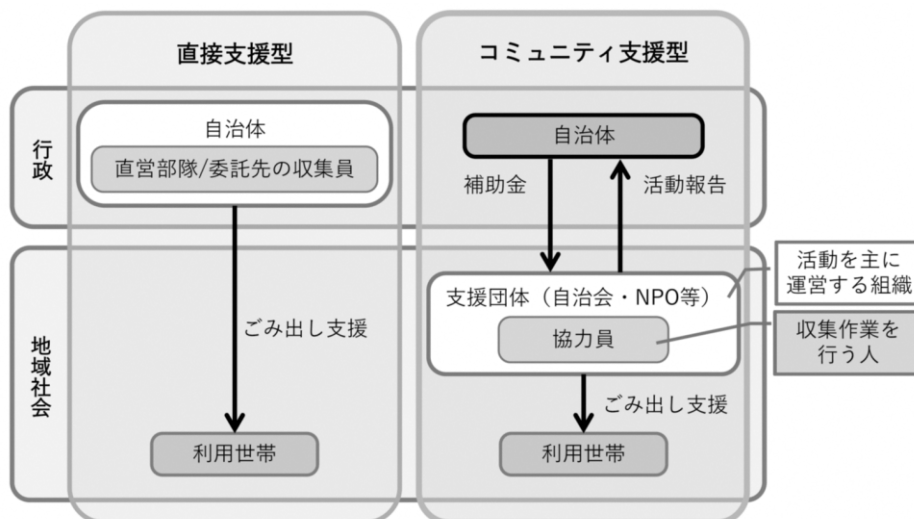 直接支援型
コミュニティ支援型
行政
自治体
直営部隊/委託先の収集員
自治体
補助金
活動報告
地域社会
ごみ出し支援
利用世帯
支援団体（自治会・NPO等）
協力員
ごみ出し支援
利用世帯
活動を主に
運営する組織
収集作業を
行う人